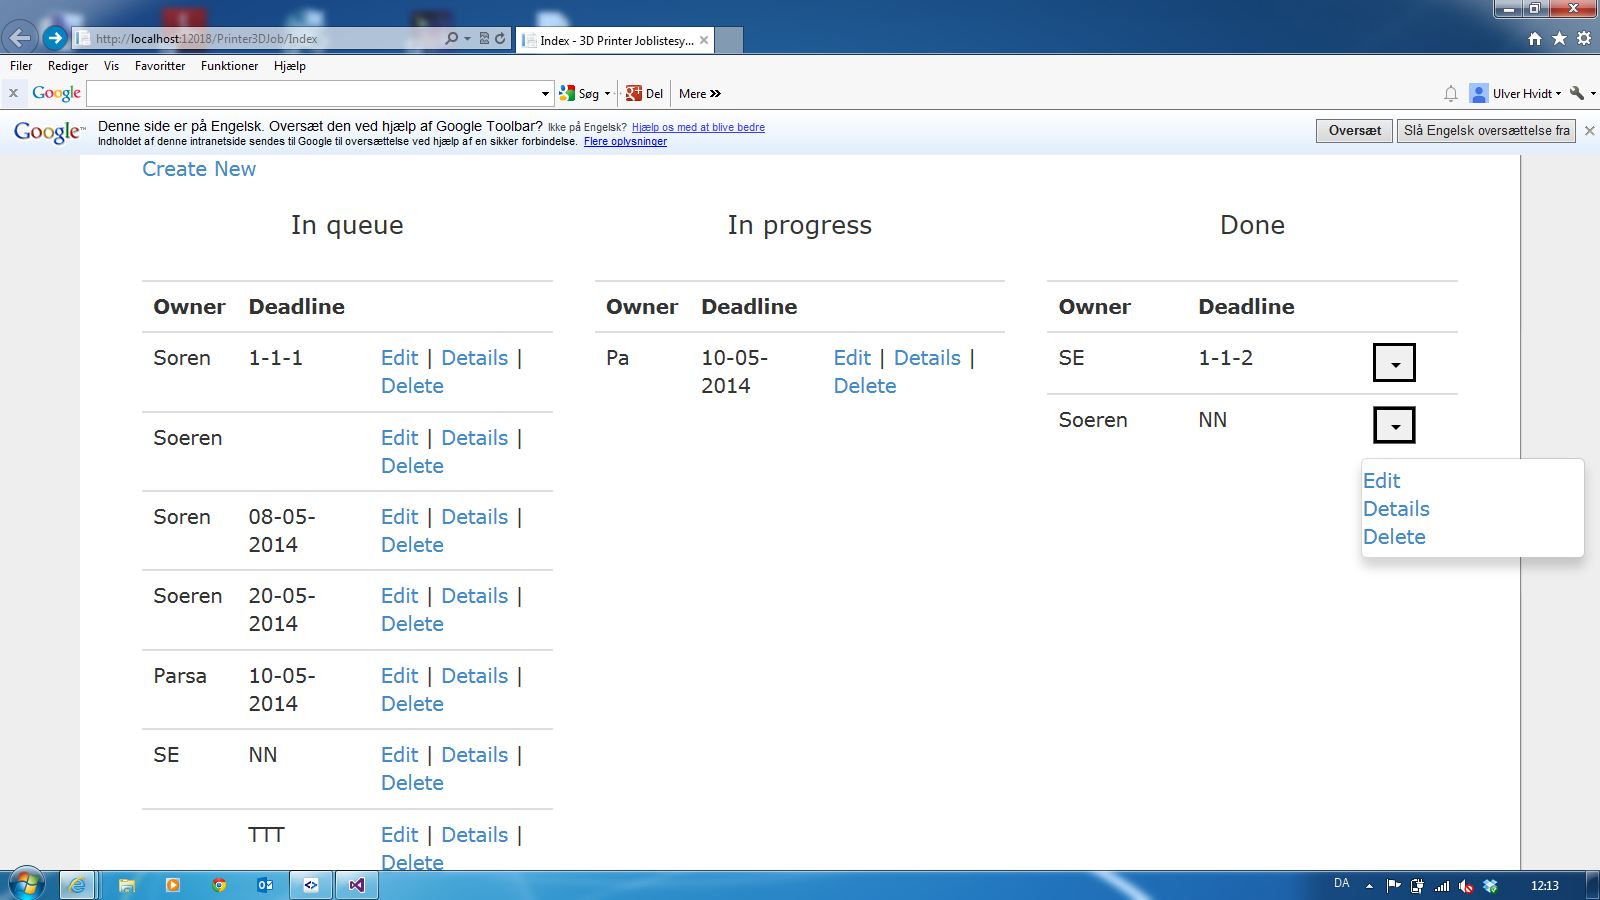 http://localhost:12018/Printer3DJob/Index
Index - 3D Printer Joblistesy...
Filer Rediger Vis Favoritter Funktioner Hjælp
x Google Søg Del Mere Ulver Hvidt
Google™ Denne side er på Engelsk. Oversæt den ved hjælp af Google Toolbar? Ikke på Engelsk? Hjælp os med at blive bedre
Indholdet af denne intranetside sendes til Google til oversættelse ved hjælp af en sikker forbindelse. Flere oplysninger
Oversæt Slå Engelsk oversættelse fra
Create New
In queue
Owner Deadline
Soren 1-1-1 Edit | Details |
Delete
Soeren Edit | Details |
Delete
Soren 08-05- Edit | Details |
2014 Delete
Soeren 20-05- Edit | Details |
2014 Delete
Parsa 10-05- Edit | Details |
2014 Delete
SE NN Edit | Details |
Delete
TTT Edit | Details |
Delete
In progress
Owner Deadline
Pa 10-05- Edit | Details |
2014 Delete
Done
Owner Deadline
SE 1-1-2
Soeren NN
Edit
Details
Delete
DA 12:13